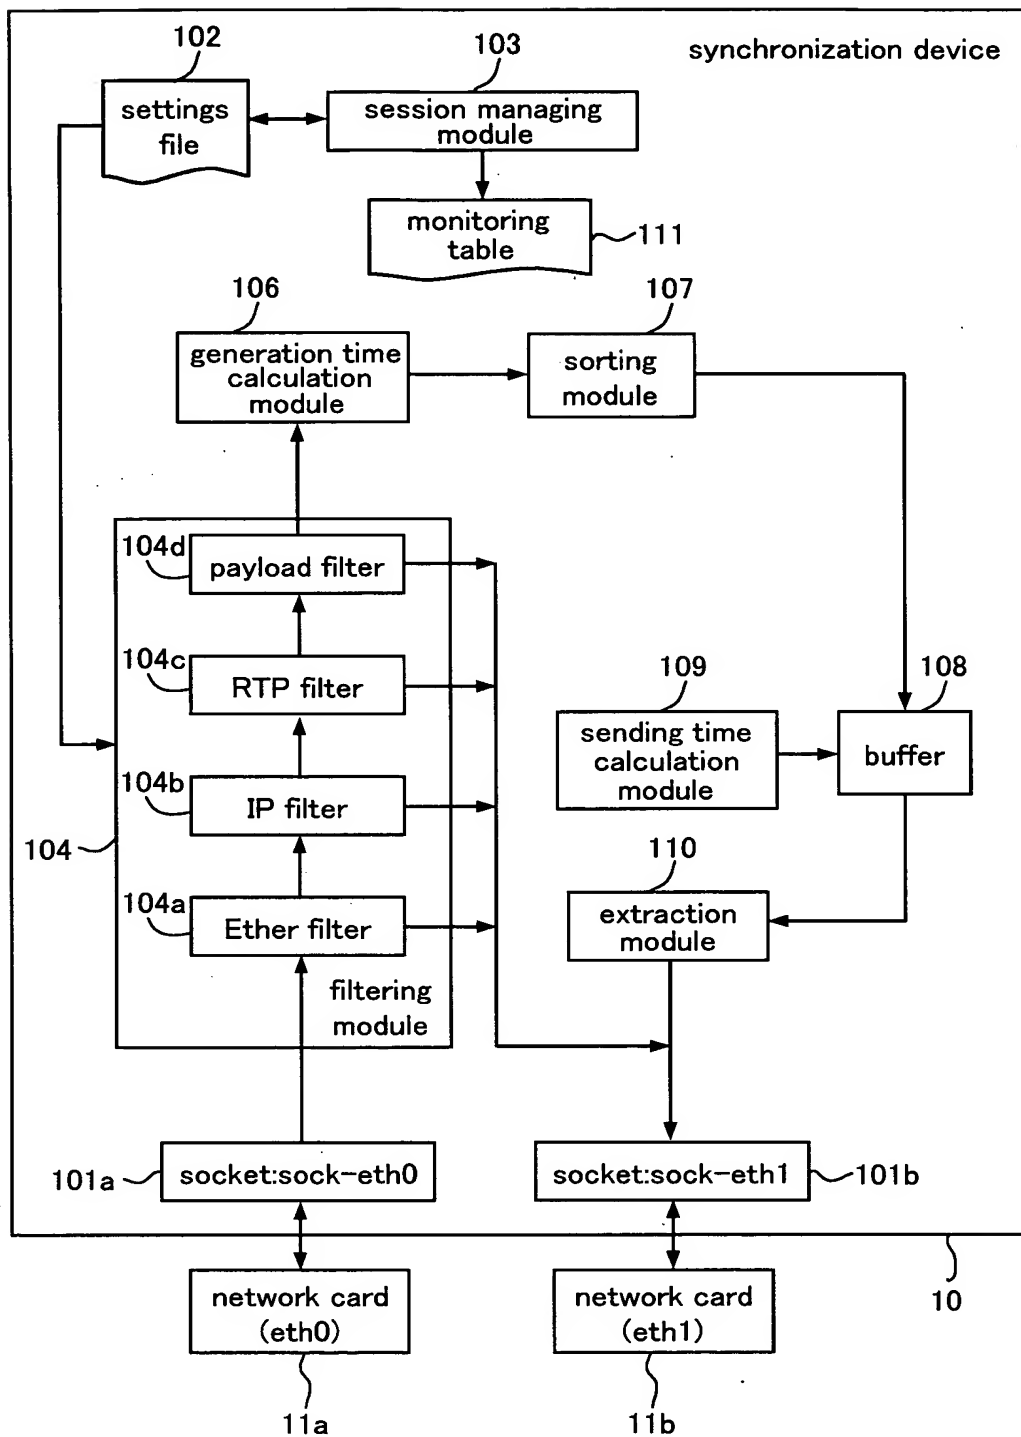 synchronization device
102
103
settings
file
session managing
module
monitoring
table
111
106
107
generation time
calculation
module
sorting
module
104d
payload filter
104c
RTP filter
109
108
sending time
calculation
module
buffer
104b
IP filter
104
110
104a
Ether filter
extraction
module
filtering
module
101a
socket:sock-eth0
socket:sock-eth1
101b
network card
(eth0)
network card
(eth1)
10
11a
11b